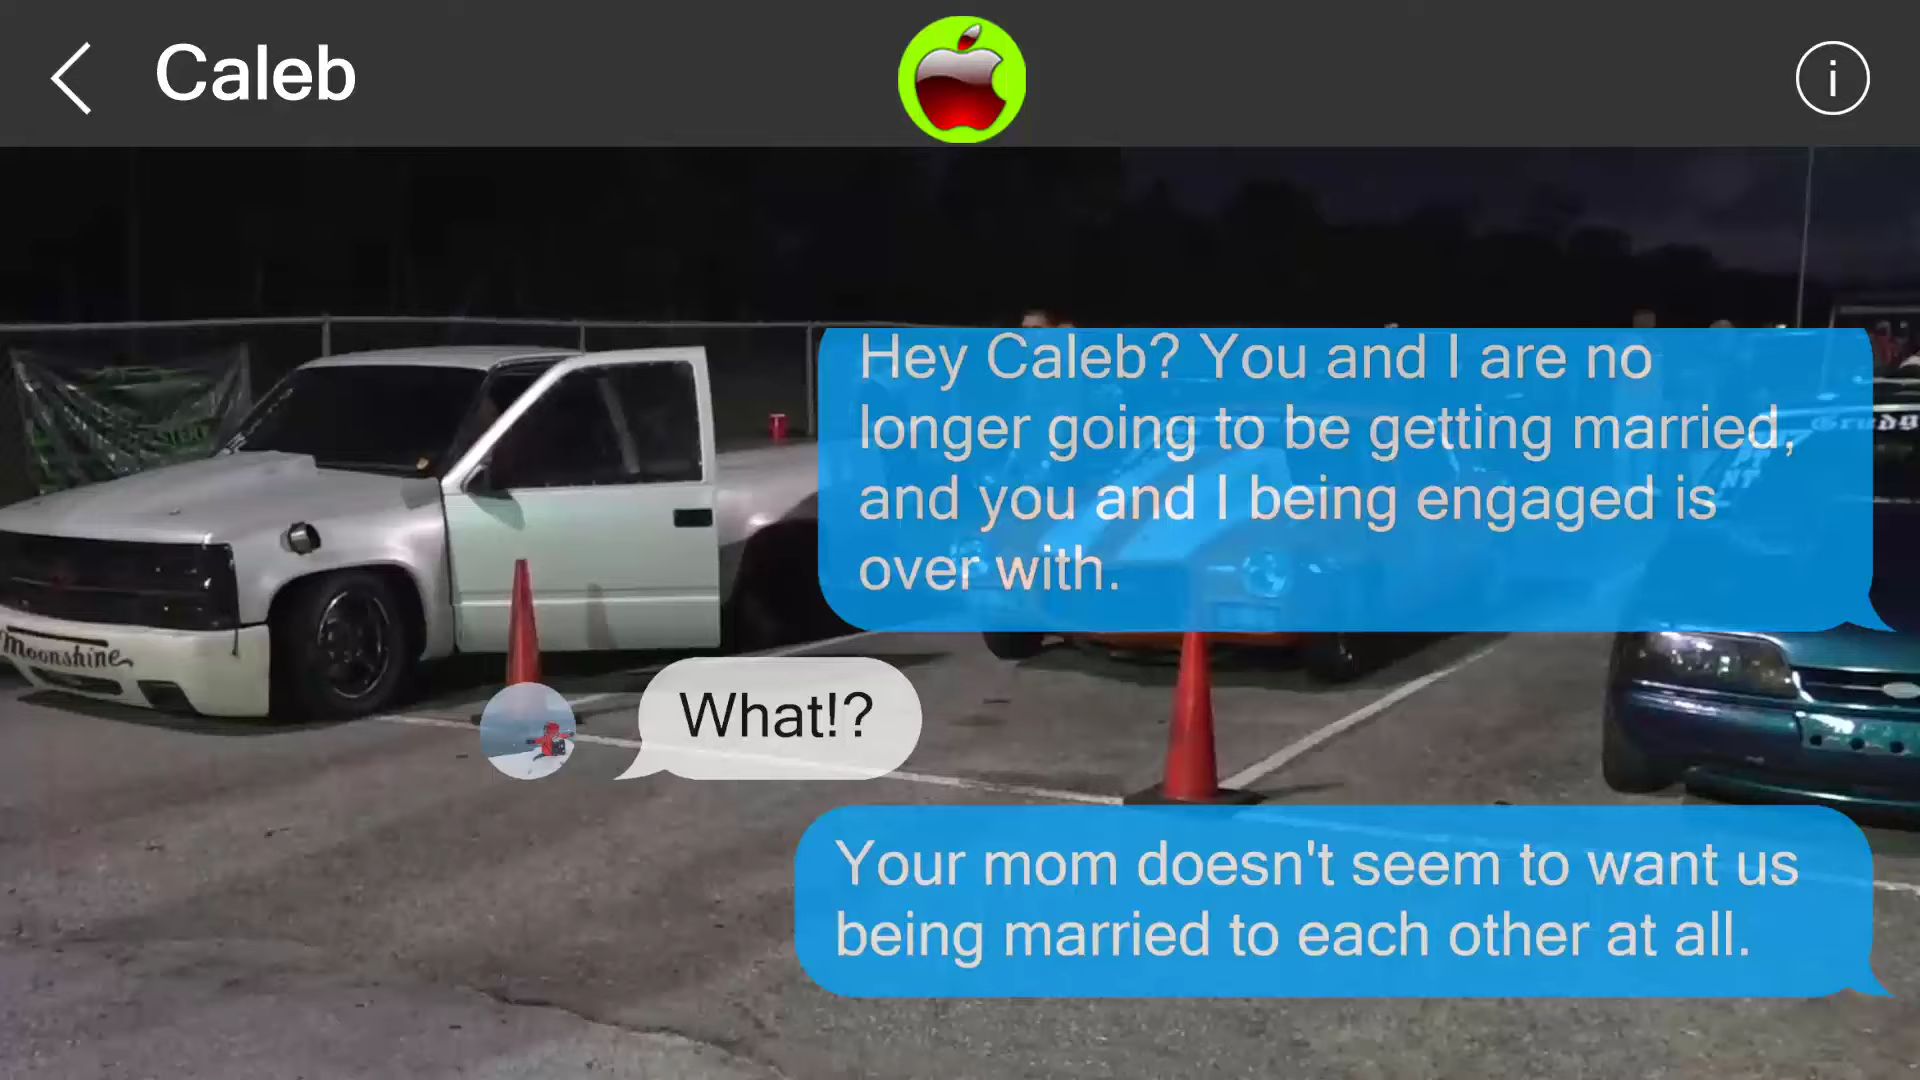 Caleb
i
Hey Caleb? You and I are no
longer going to be getting married,
and you and I being engaged is
over with.
Moonshine
What!?
Your mom doesn't seem to want us
being married to each other at all.